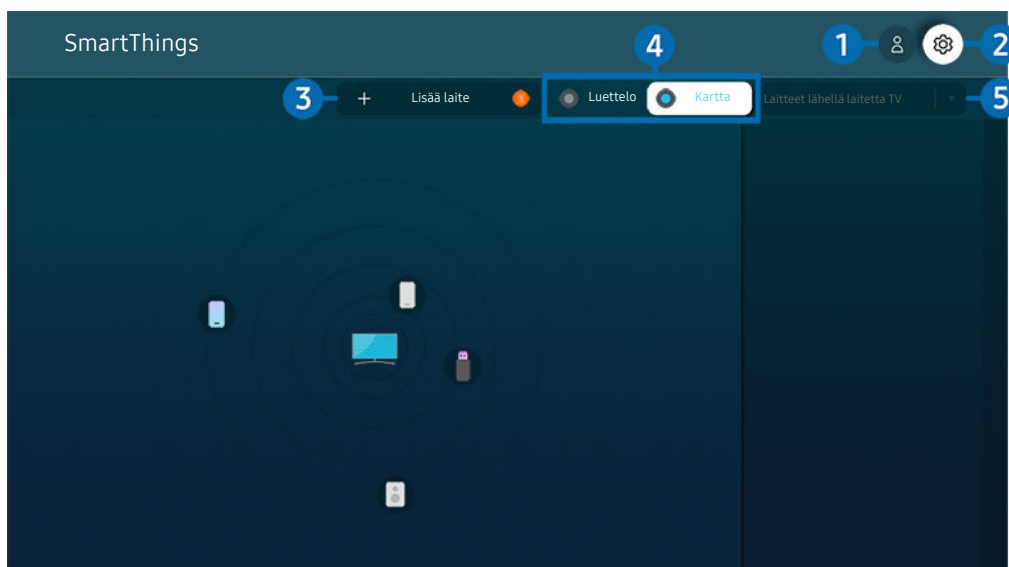 SmartThings
4
1
2
3
+ Lisää laite
Luettelo
Kartta
Laitteet lähellä laitetta TV
5